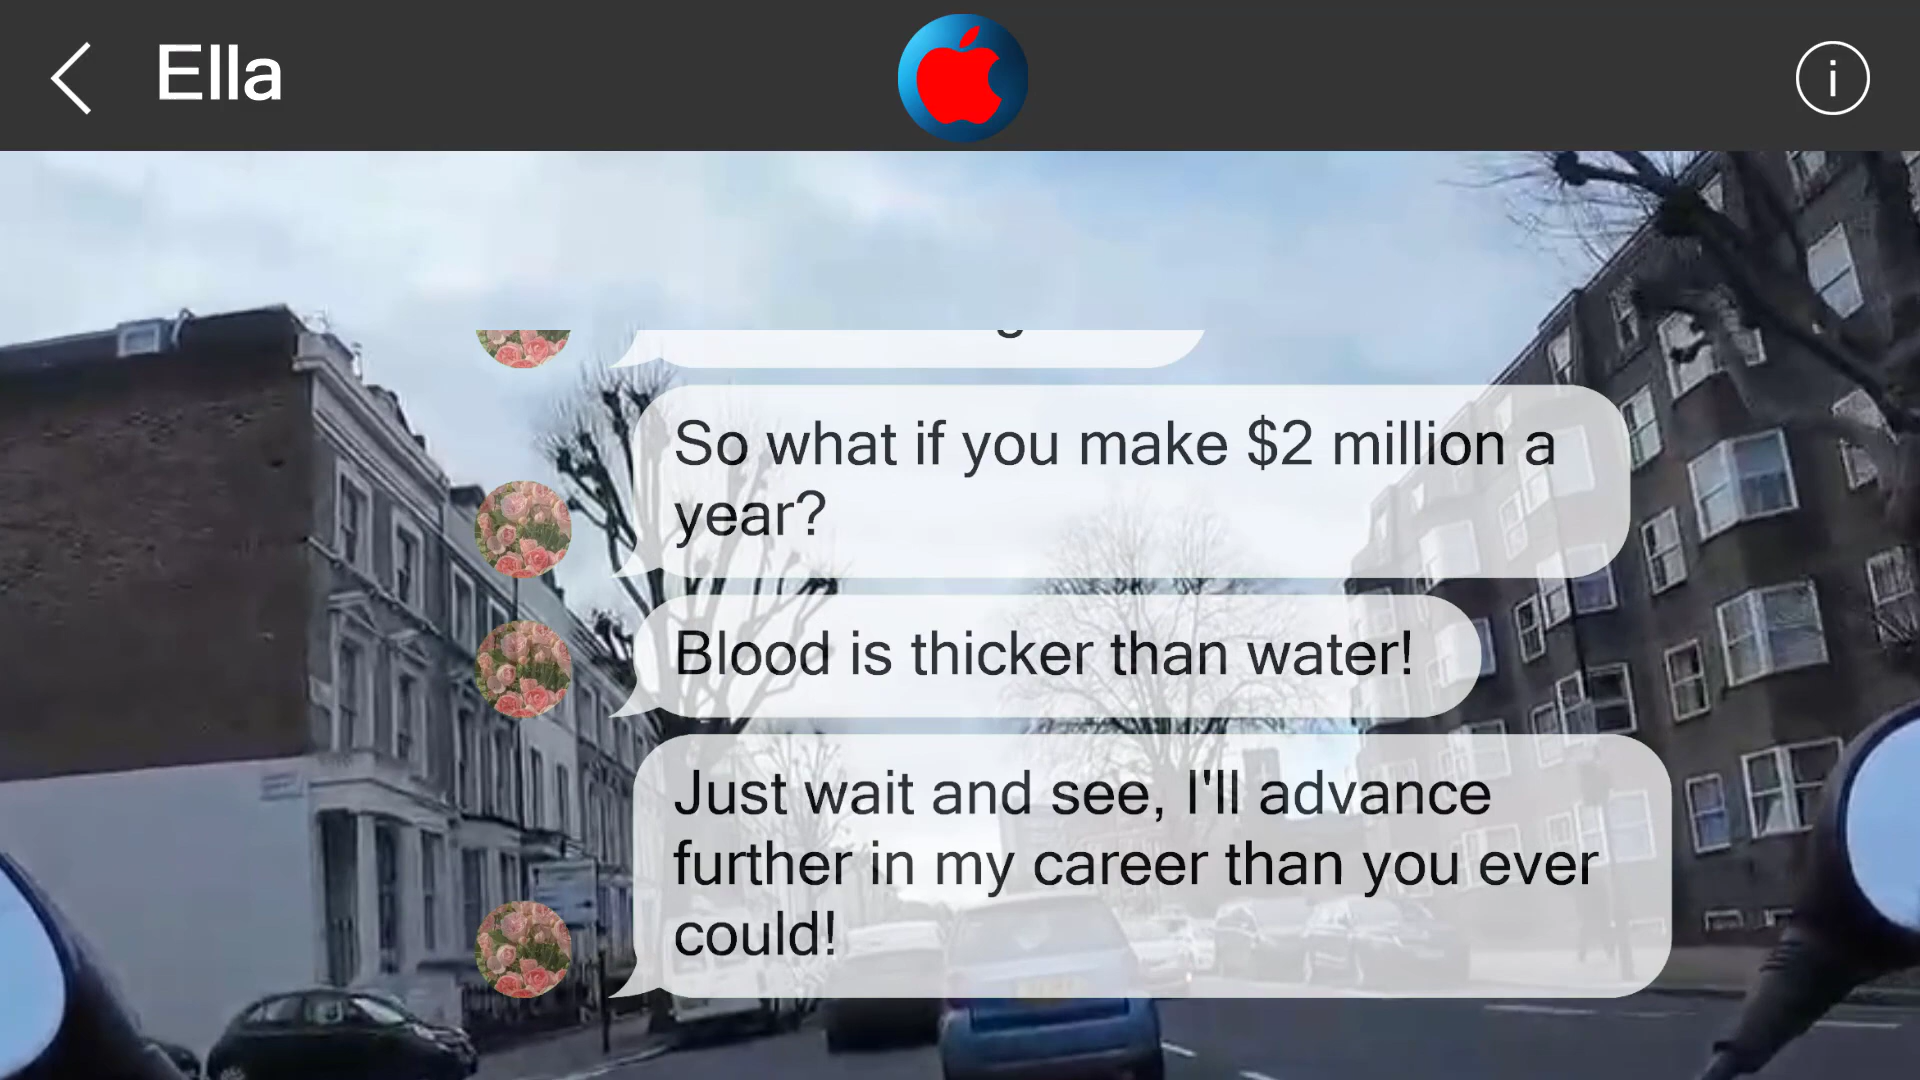 Ella
So what if you make $2 million a
year?
Blood is thicker than water!
Just wait and see, I'll advance
further in my career than you ever
could!